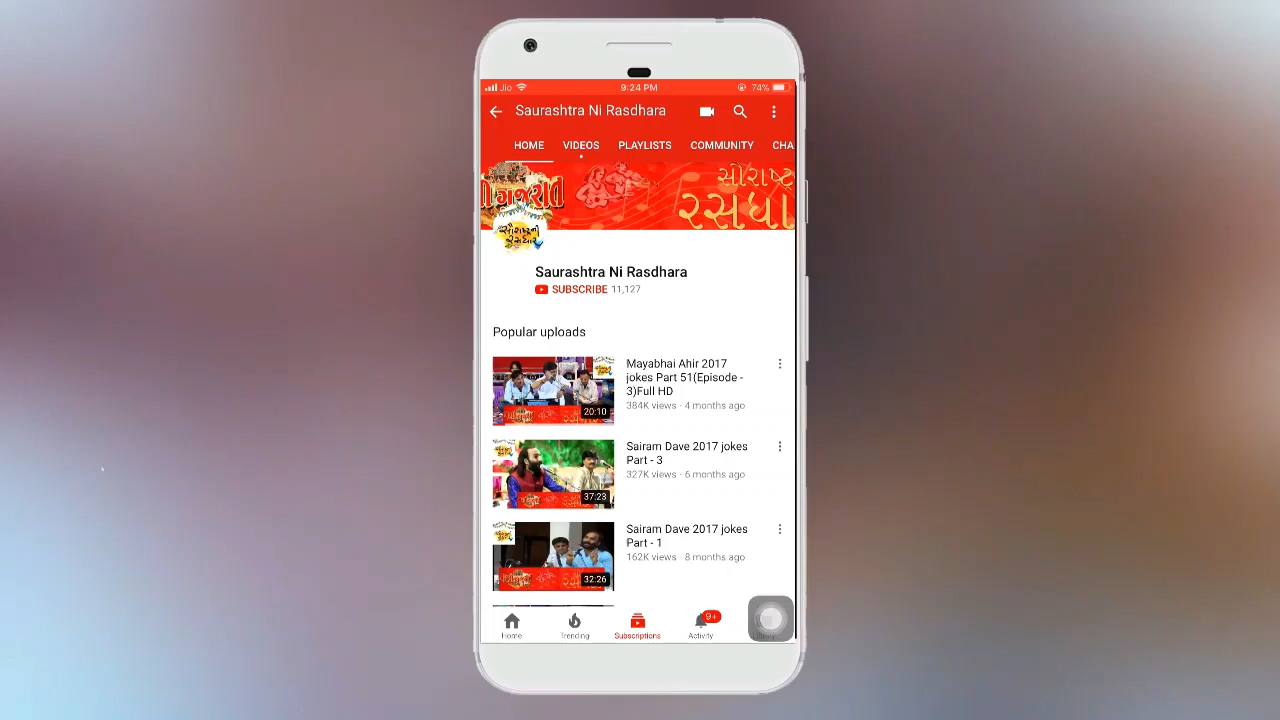 Jio
9:24 PM
74%
Saurashtra Ni Rasdhara
HOME VIDEOS PLAYLISTS COMMUNITY CHA
સૌરાષ્ટ્ર
રસધા
Saurashtra Ni Rasdhara
SUBSCRIBE 11,127
Popular uploads
Mayabhai Ahir 2017
jokes Part 51(Episode -
3)Full HD
384K views · 4 months ago
20:10
Sairam Dave 2017 jokes
Part - 3
327K views · 6 months ago
37:23
Sairam Dave 2017 jokes
Part - 1
162K views · 8 months ago
32:26
9+
Home Trending Subscriptions Activity